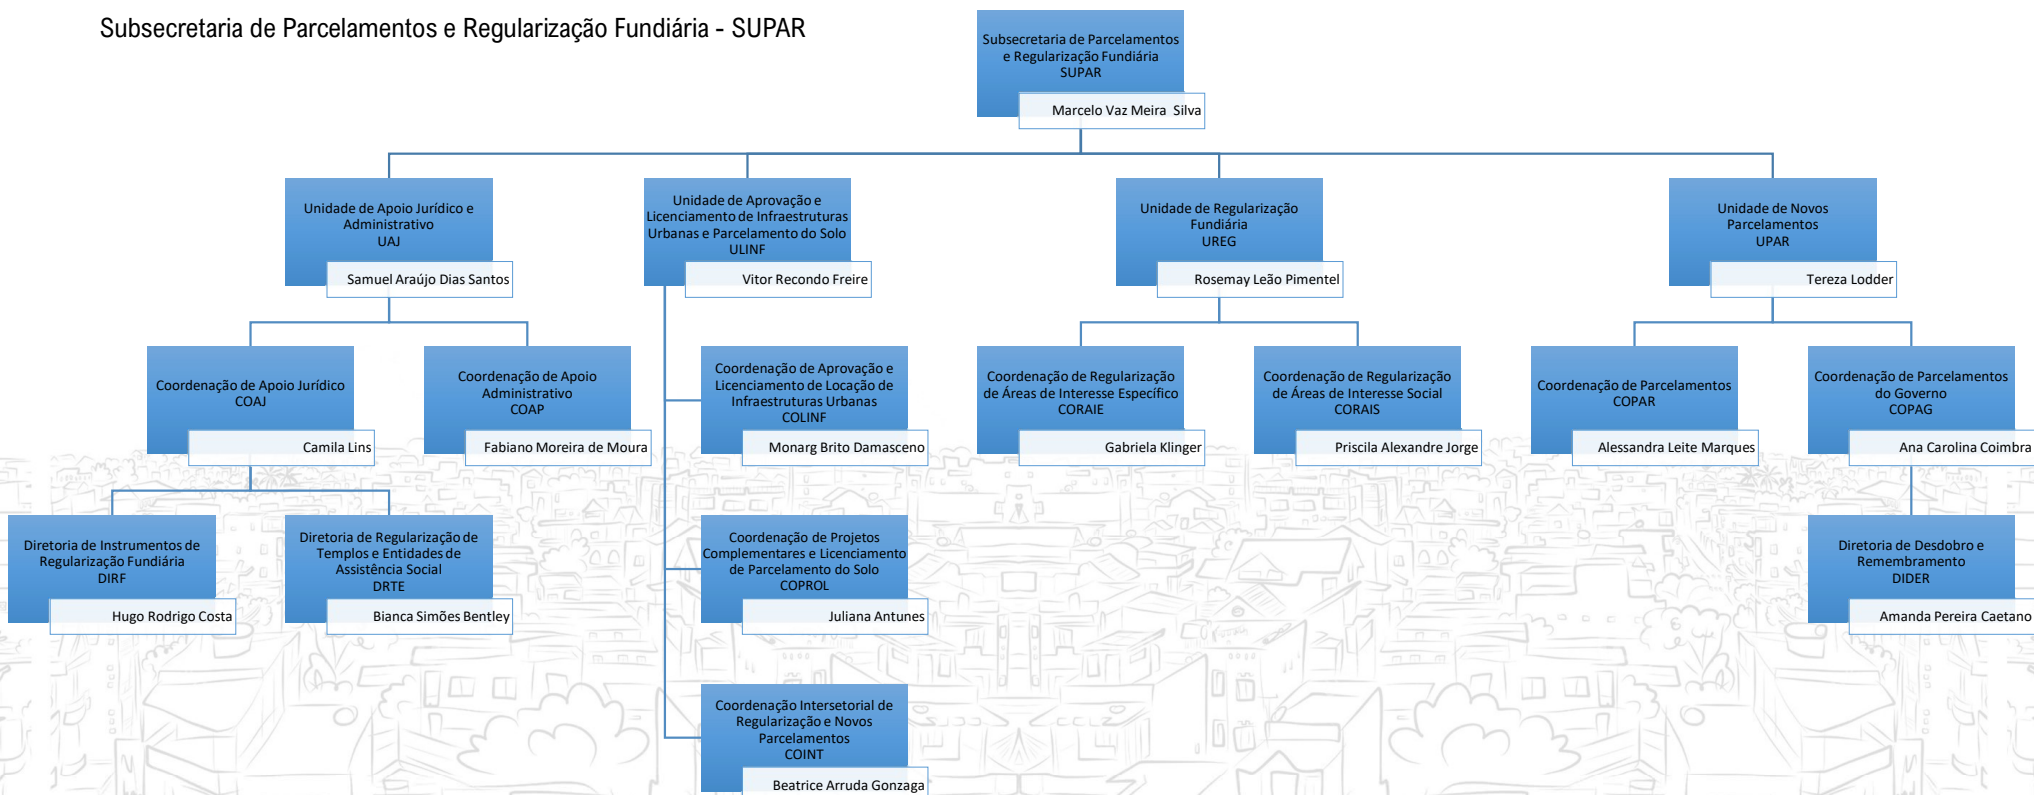 Subsecretaria de Parcelamentos e Regularização Fundiária - SUPAR
Subsecretaria de Parcelamentos
e Regularização Fundiária
SUPAR
Marcelo Vaz Meira  Silva
Unidade de Apoio Jurídico e
Administrativo
UAJ
Samuel Araújo Dias Santos
Unidade de Aprovação e
Licenciamento de Infraestruturas
Urbanas e Parcelamento do Solo
ULINF
Vitor Recondo Freire
Unidade de Regularização
Fundiária
UREG
Rosemay Leão Pimentel
Unidade de Novos
Parcelamentos
UPAR
Tereza Lodder
Coordenação de Apoio Jurídico
COAJ
Camila Lins
Coordenação de Apoio
Administrativo
COAP
Fabiano Moreira de Moura
Coordenação de Aprovação e
Licenciamento de Locação de
Infraestruturas Urbanas
COLINF
Monarg Brito Damasceno
Coordenação de Regularização
de Áreas de Interesse Específico
CORAIE
Gabriela Klinger
Coordenação de Regularização
de Áreas de Interesse Social
CORAIS
Priscila Alexandre Jorge
Coordenação de Parcelamentos
COPAR
Alessandra Leite Marques
Coordenação de Parcelamentos
do Governo
COPAG
Ana Carolina Coimbra
Diretoria de Instrumentos de
Regularização Fundiária
DIRF
Hugo Rodrigo Costa
Diretoria de Regularização de
Templos e Entidades de
Assistência Social
DRTE
Bianca Simões Bentley
Coordenação de Projetos
Complementares e Licenciamento
de Parcelamento do Solo
COPROL
Juliana Antunes
Diretoria de Desdobro e
Remembramento
DIDER
Amanda Pereira Caetano
Coordenação Intersetorial de
Regularização e Novos
Parcelamentos
COINT
Beatrice Arruda Gonzaga